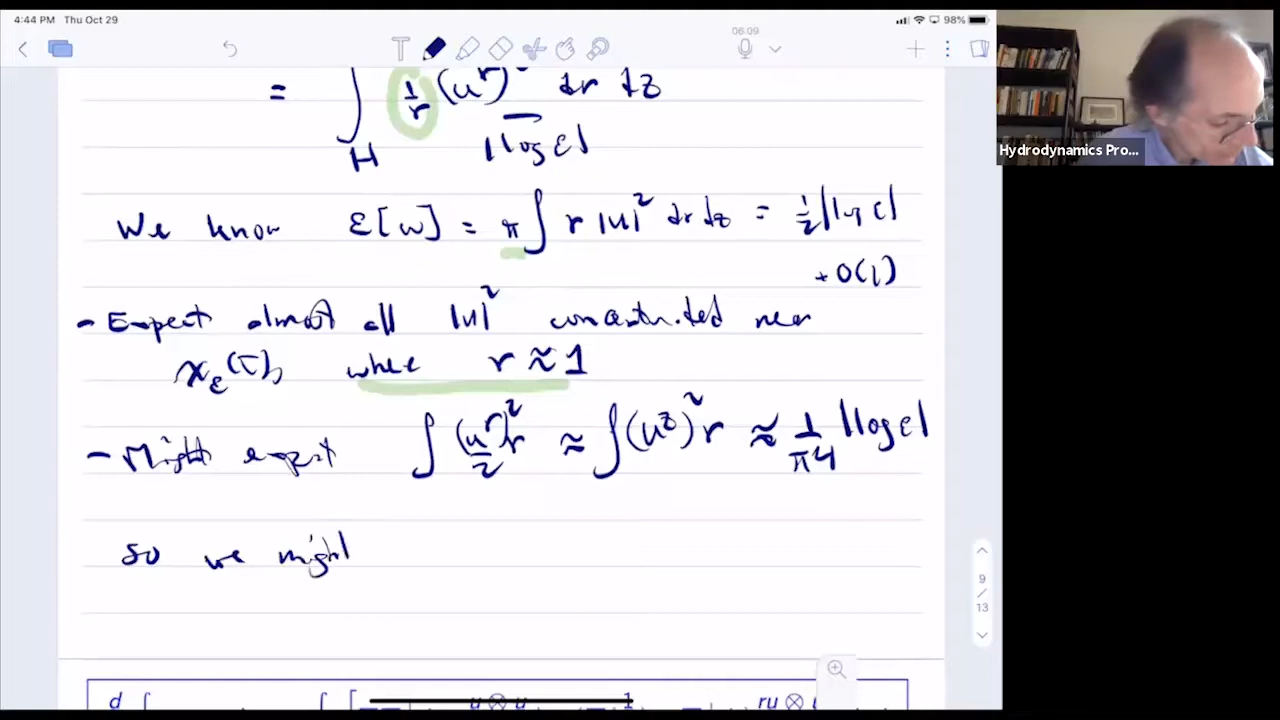 4:44 PM Thu Oct 29
98%
06:09
= ∫_H 1/r (u^r)^2 dr dz
|log ε|
Hydrodynamics Pro...
We know ε[w] = π∫ r |u|^2 dr dz = 1/2 |log ε|
+ O(1)
- Expect almost all |u|^2 concentrated near
x_ε(τ), where r ≈ 1
- Might expect ∫ (u^r)^2/2 r ≈ ∫ (u^z)^2 r ≈ 1/π4 |log ε|
so we might
9
/
13